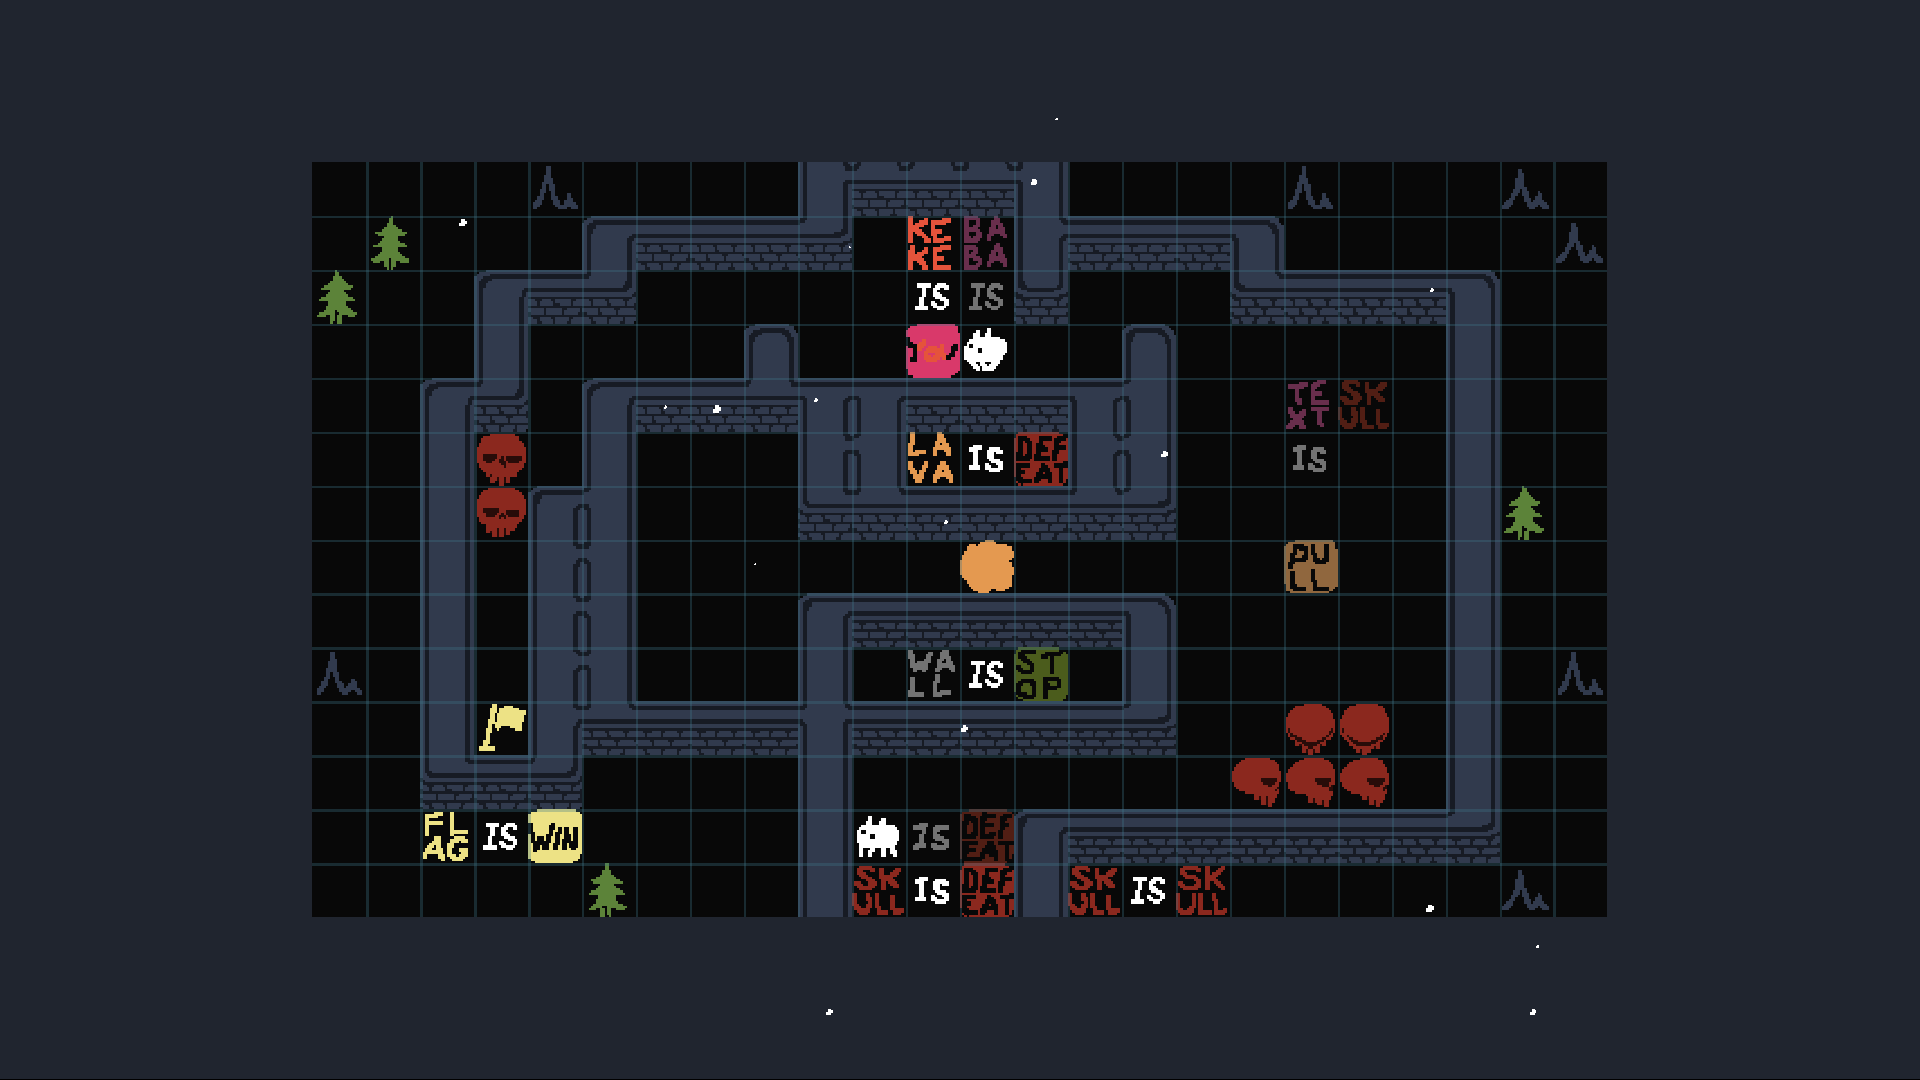 KEKE BABA
IS IS
YOU
TEXT SKULL
LAVA IS DEFEAT
IS
PULL
WALL IS STOP
FLAG IS WIN
IS DEFEAT
SKULL IS DEFEAT
SKULL IS SKULL